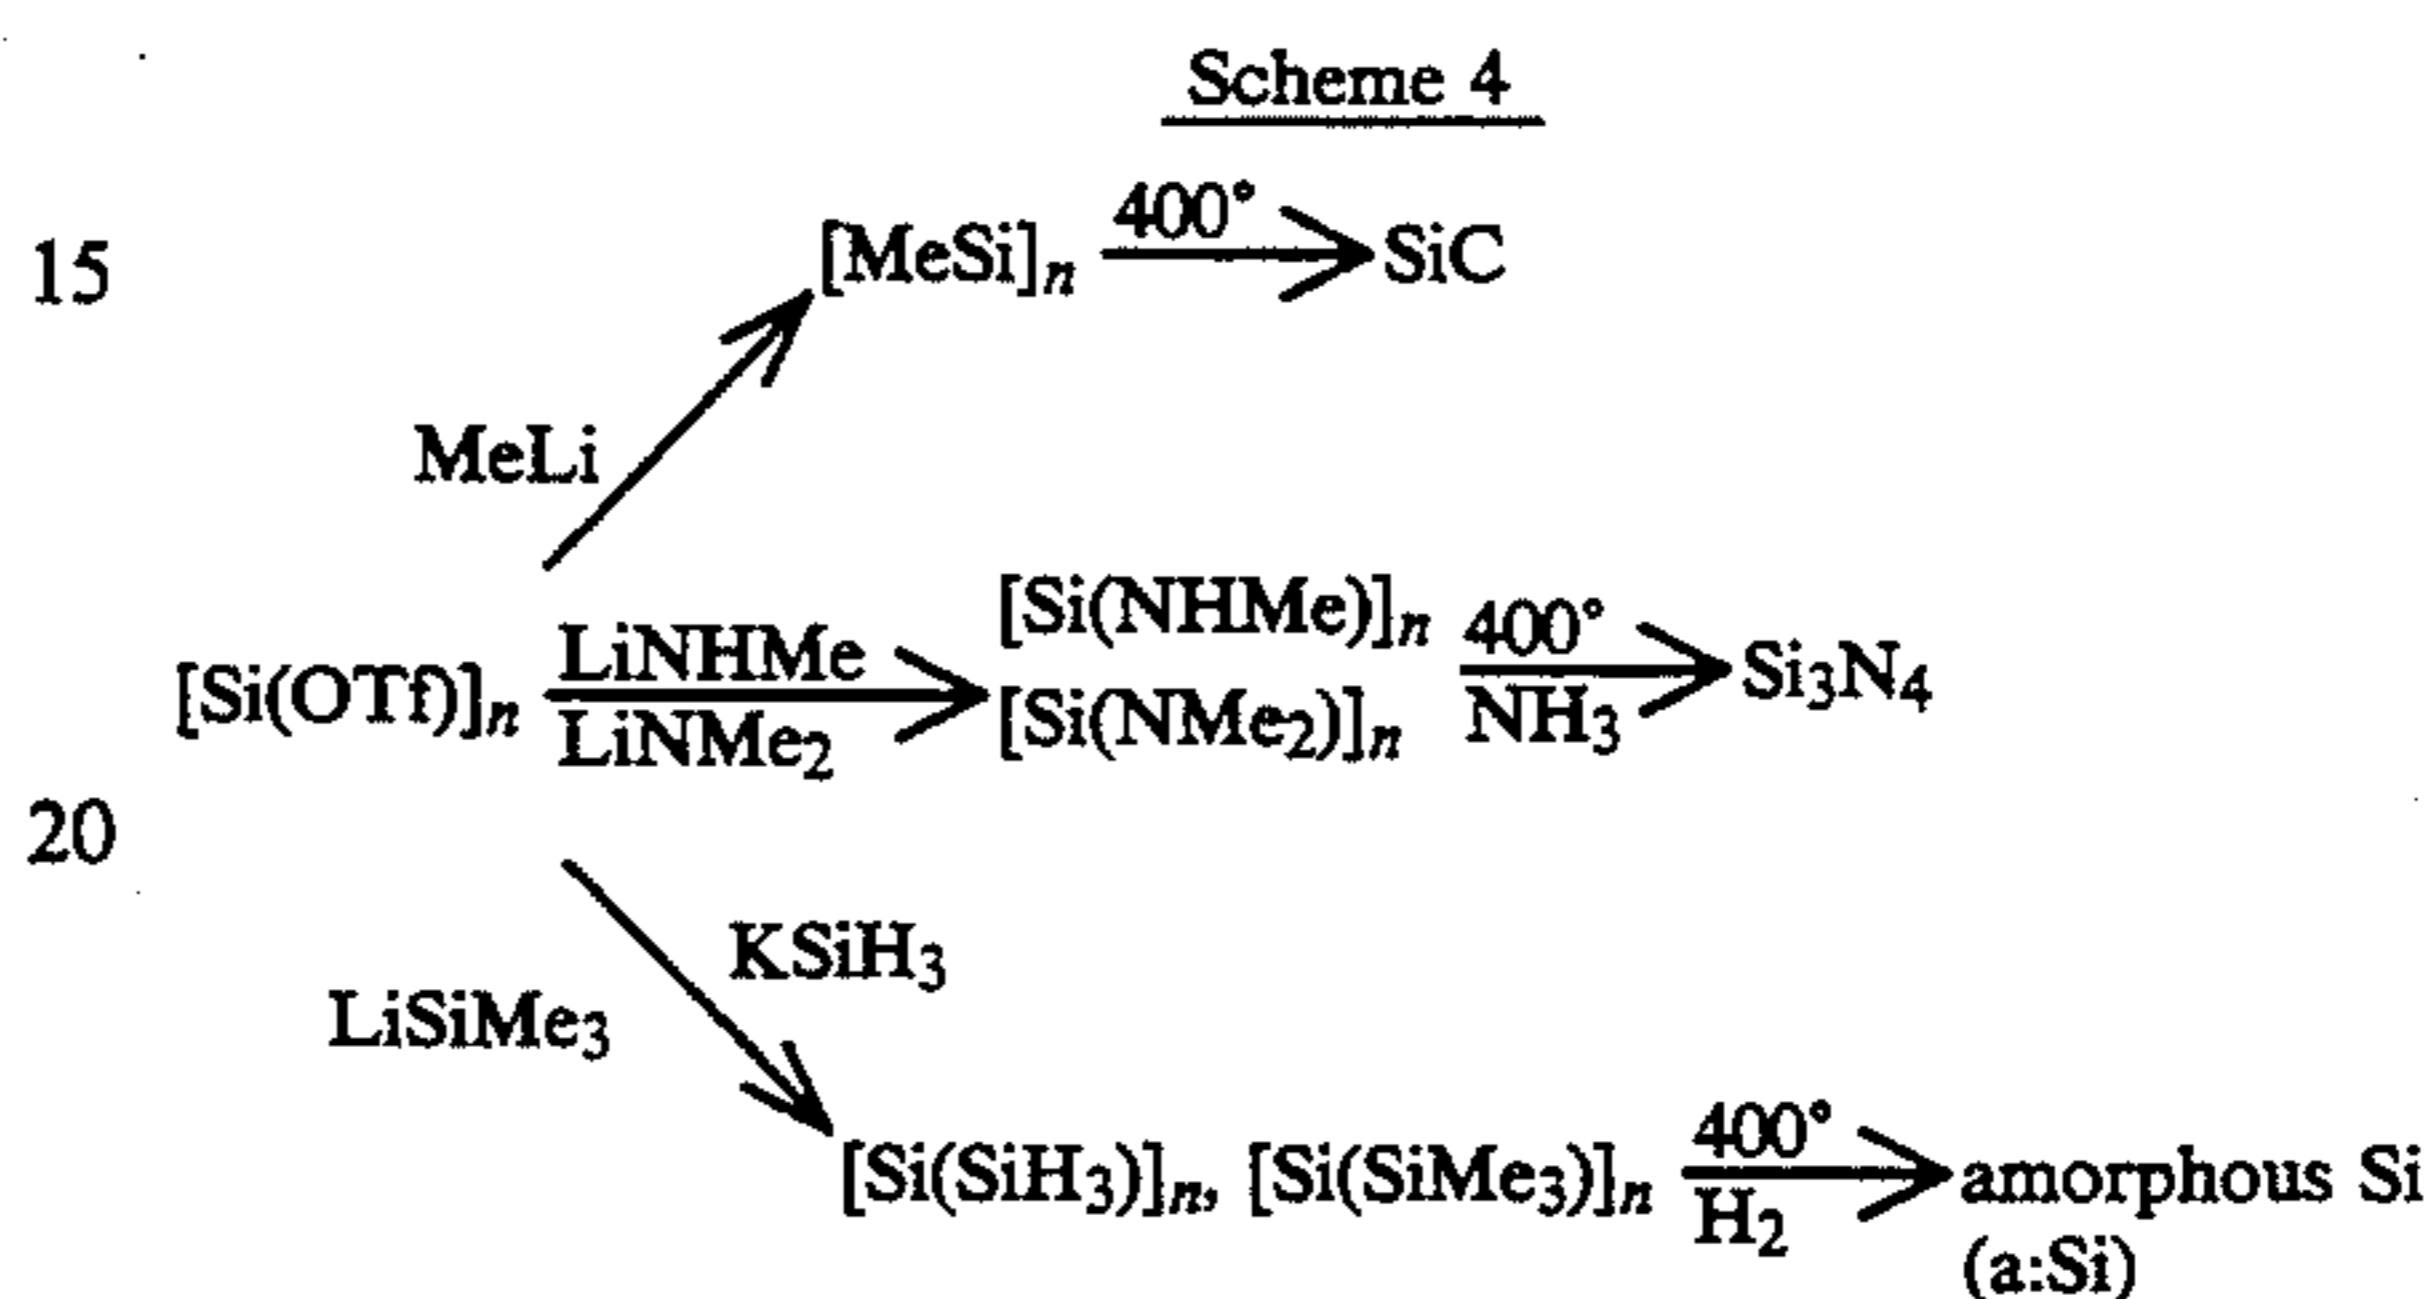 Scheme 4
400°
15 [MeSi]n SiC
MeLi
[Si(NHMe)]n 400°
LiNHMe
[Si(OTf)]n Si3N4
LiNMe2 [Si(NMe2)]n NH3
20
KSiH3
LiSiMe3
400°
[Si(SiH3)]n, [Si(SiMe3)]n amorphous Si
H2 (a:Si)